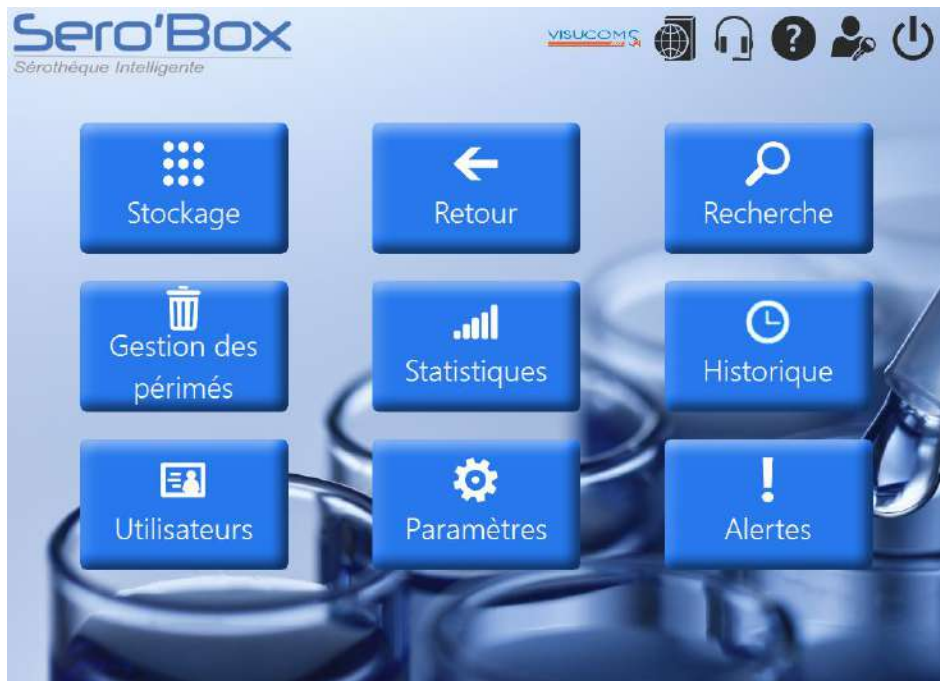 Sero'Box
Sérothèque Intelligente
VISUCOMS
?
Stockage
Retour
Recherche
Gestion des
périmés
Statistiques
Historique
Utilisateurs
Paramètres
Alertes